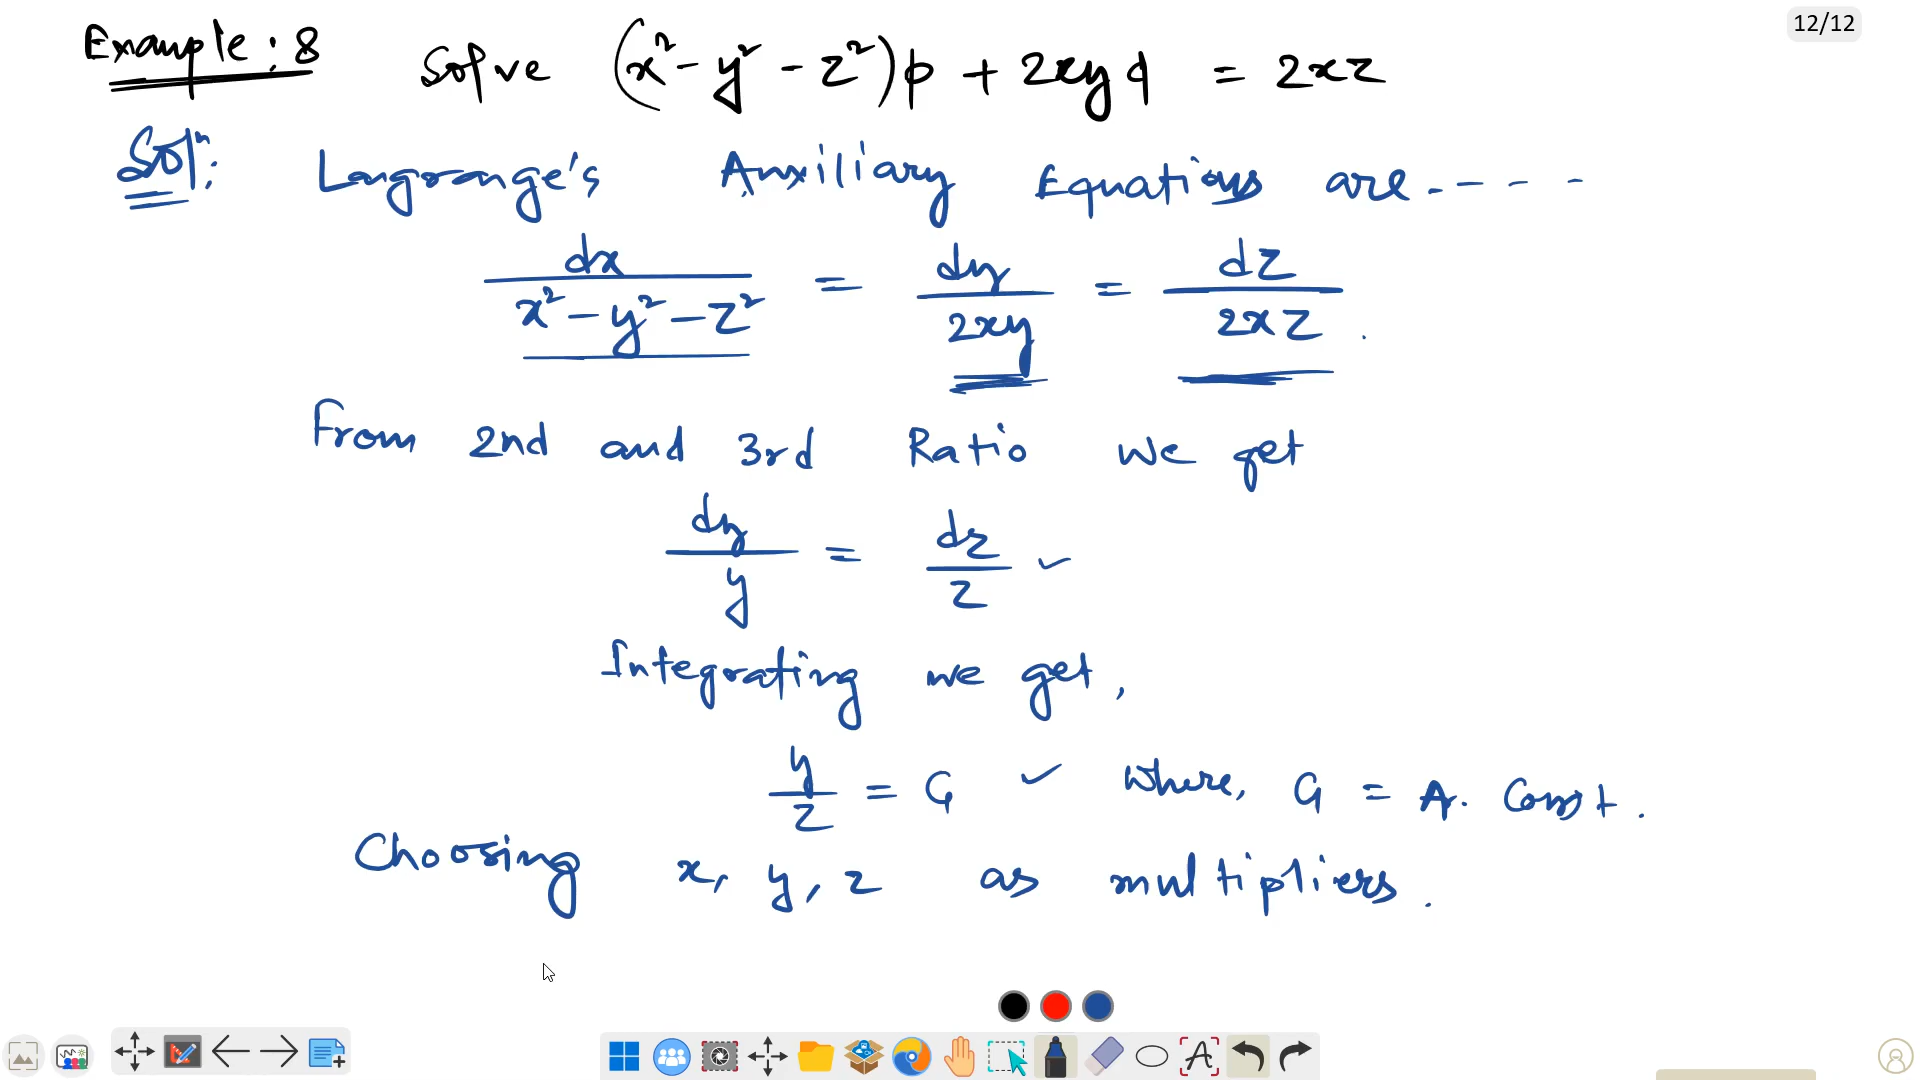 12/12
Example : 8 Solve (x² - y² - z²)p + 2xyq = 2xz
Solⁿ: Langrange's Auxiliary Equations are - - - -
dx/(x² - y² - z²) = dy/2xy = dz/2xz .
From 2nd and 3rd Ratio we get
dy/y = dz/z ✓
Integrating we get,
y/z = C₁ ✓ where, C₁ = A. Const.
Choosing x, y, z as multipliers.